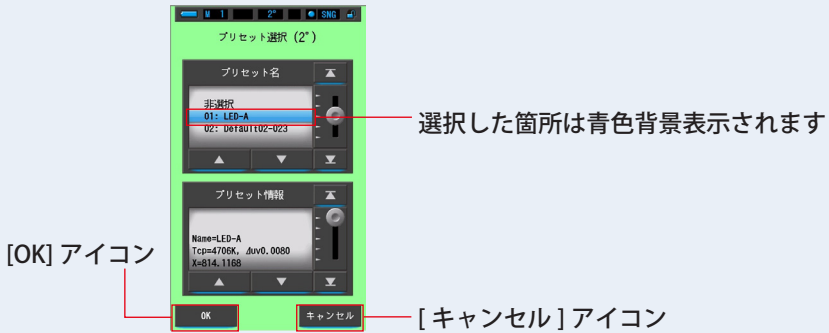 M 1 2° SNG
プリセット選択 (2°)
プリセット名
非選択
01: LED-A
02: Default02-023
選択した箇所は青色背景表示されます
プリセット情報
Name=LED-A
Tcp=4706K, ⊿uv0.0080
X=814.1168
[OK] アイコン
OK
キャンセル
[ キャンセル ] アイコン